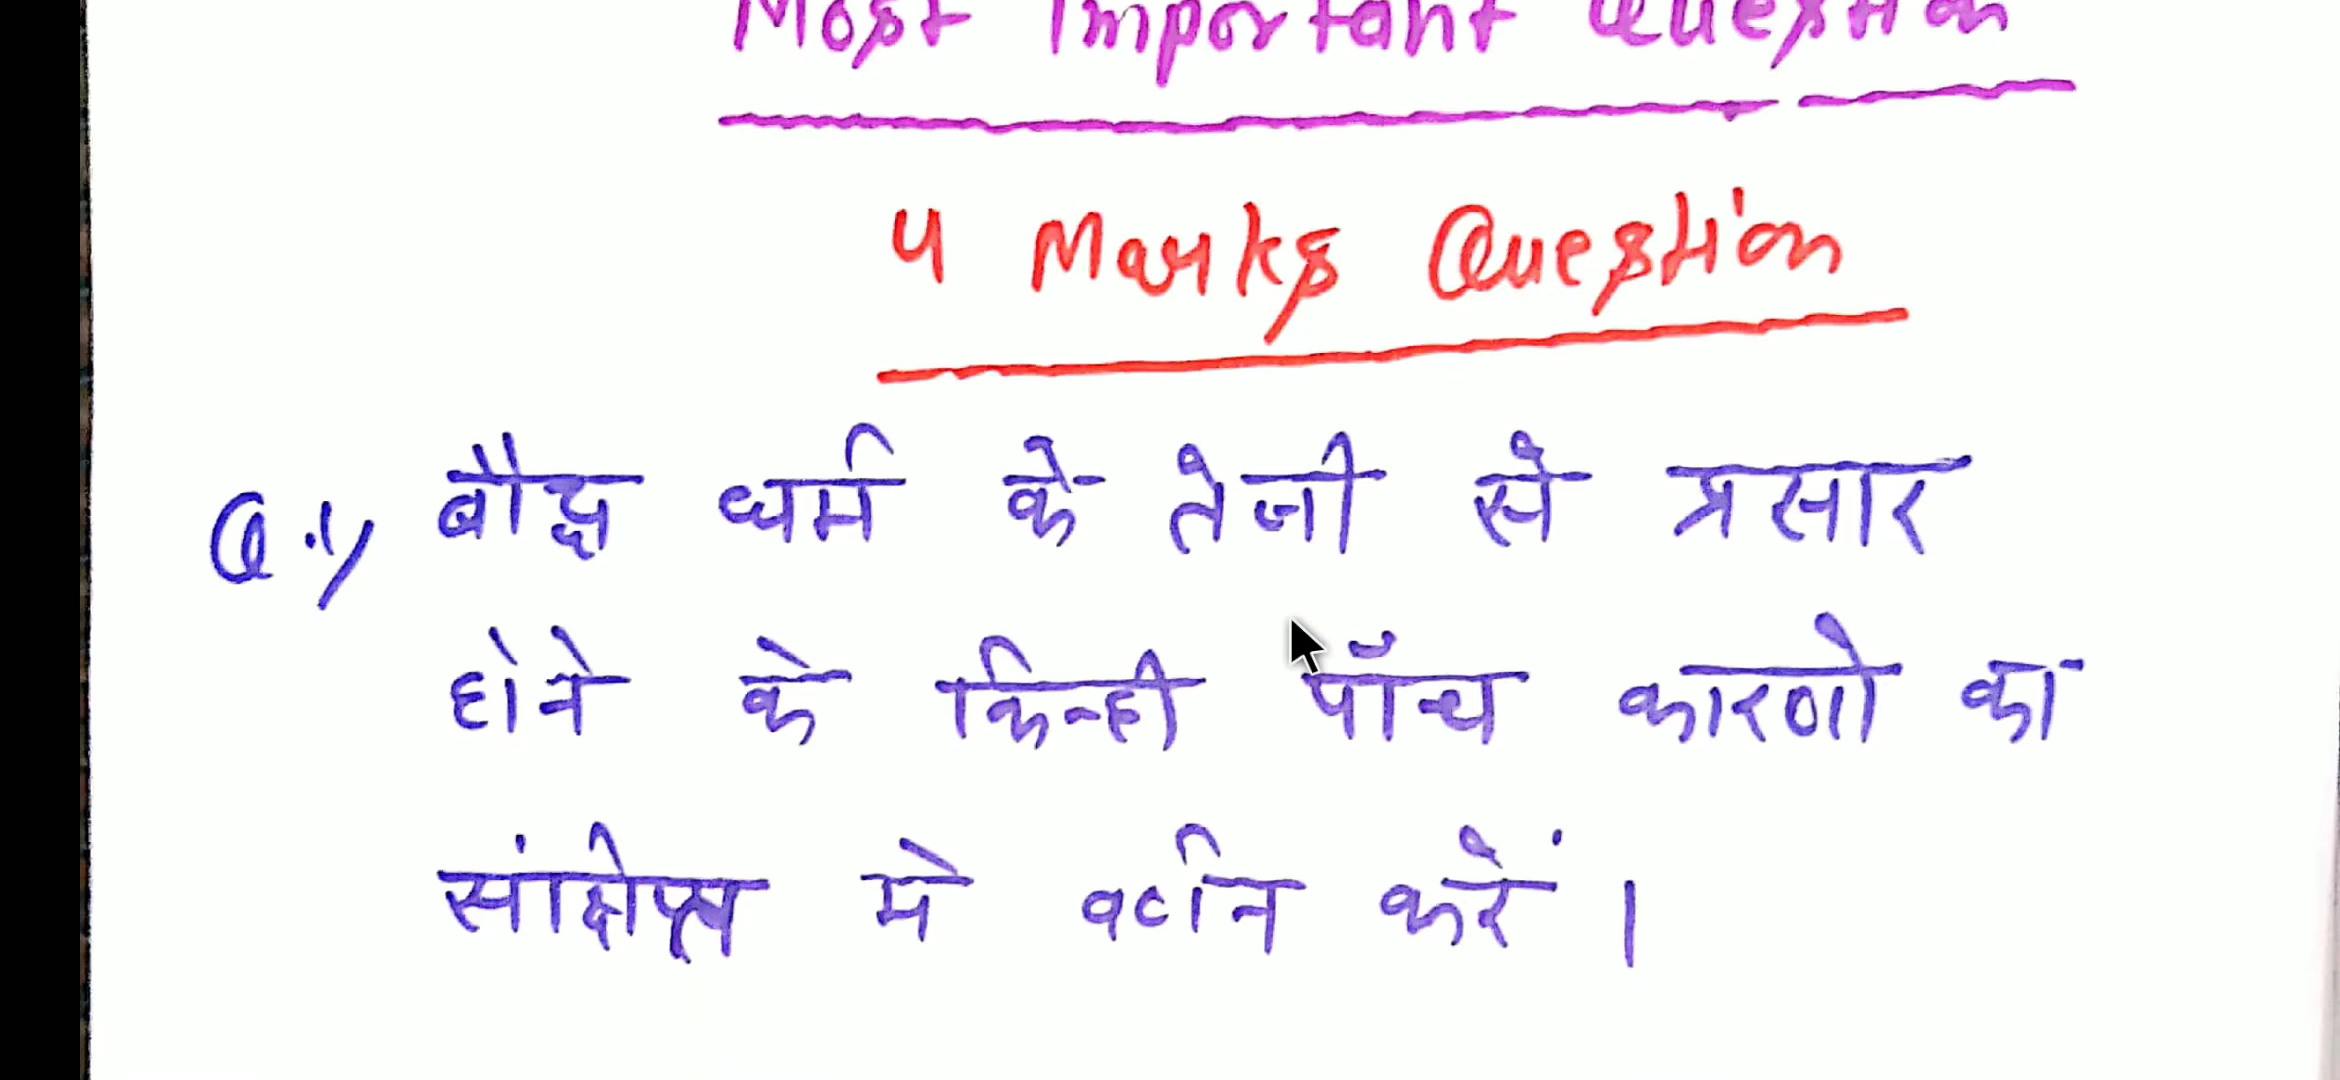 Most Important Question
4 Marks Question
Q.1) बौद्ध धर्म के तेजी से प्रसार
होने के किन्ही पाँच कारणो का
में वर्णन करें ।